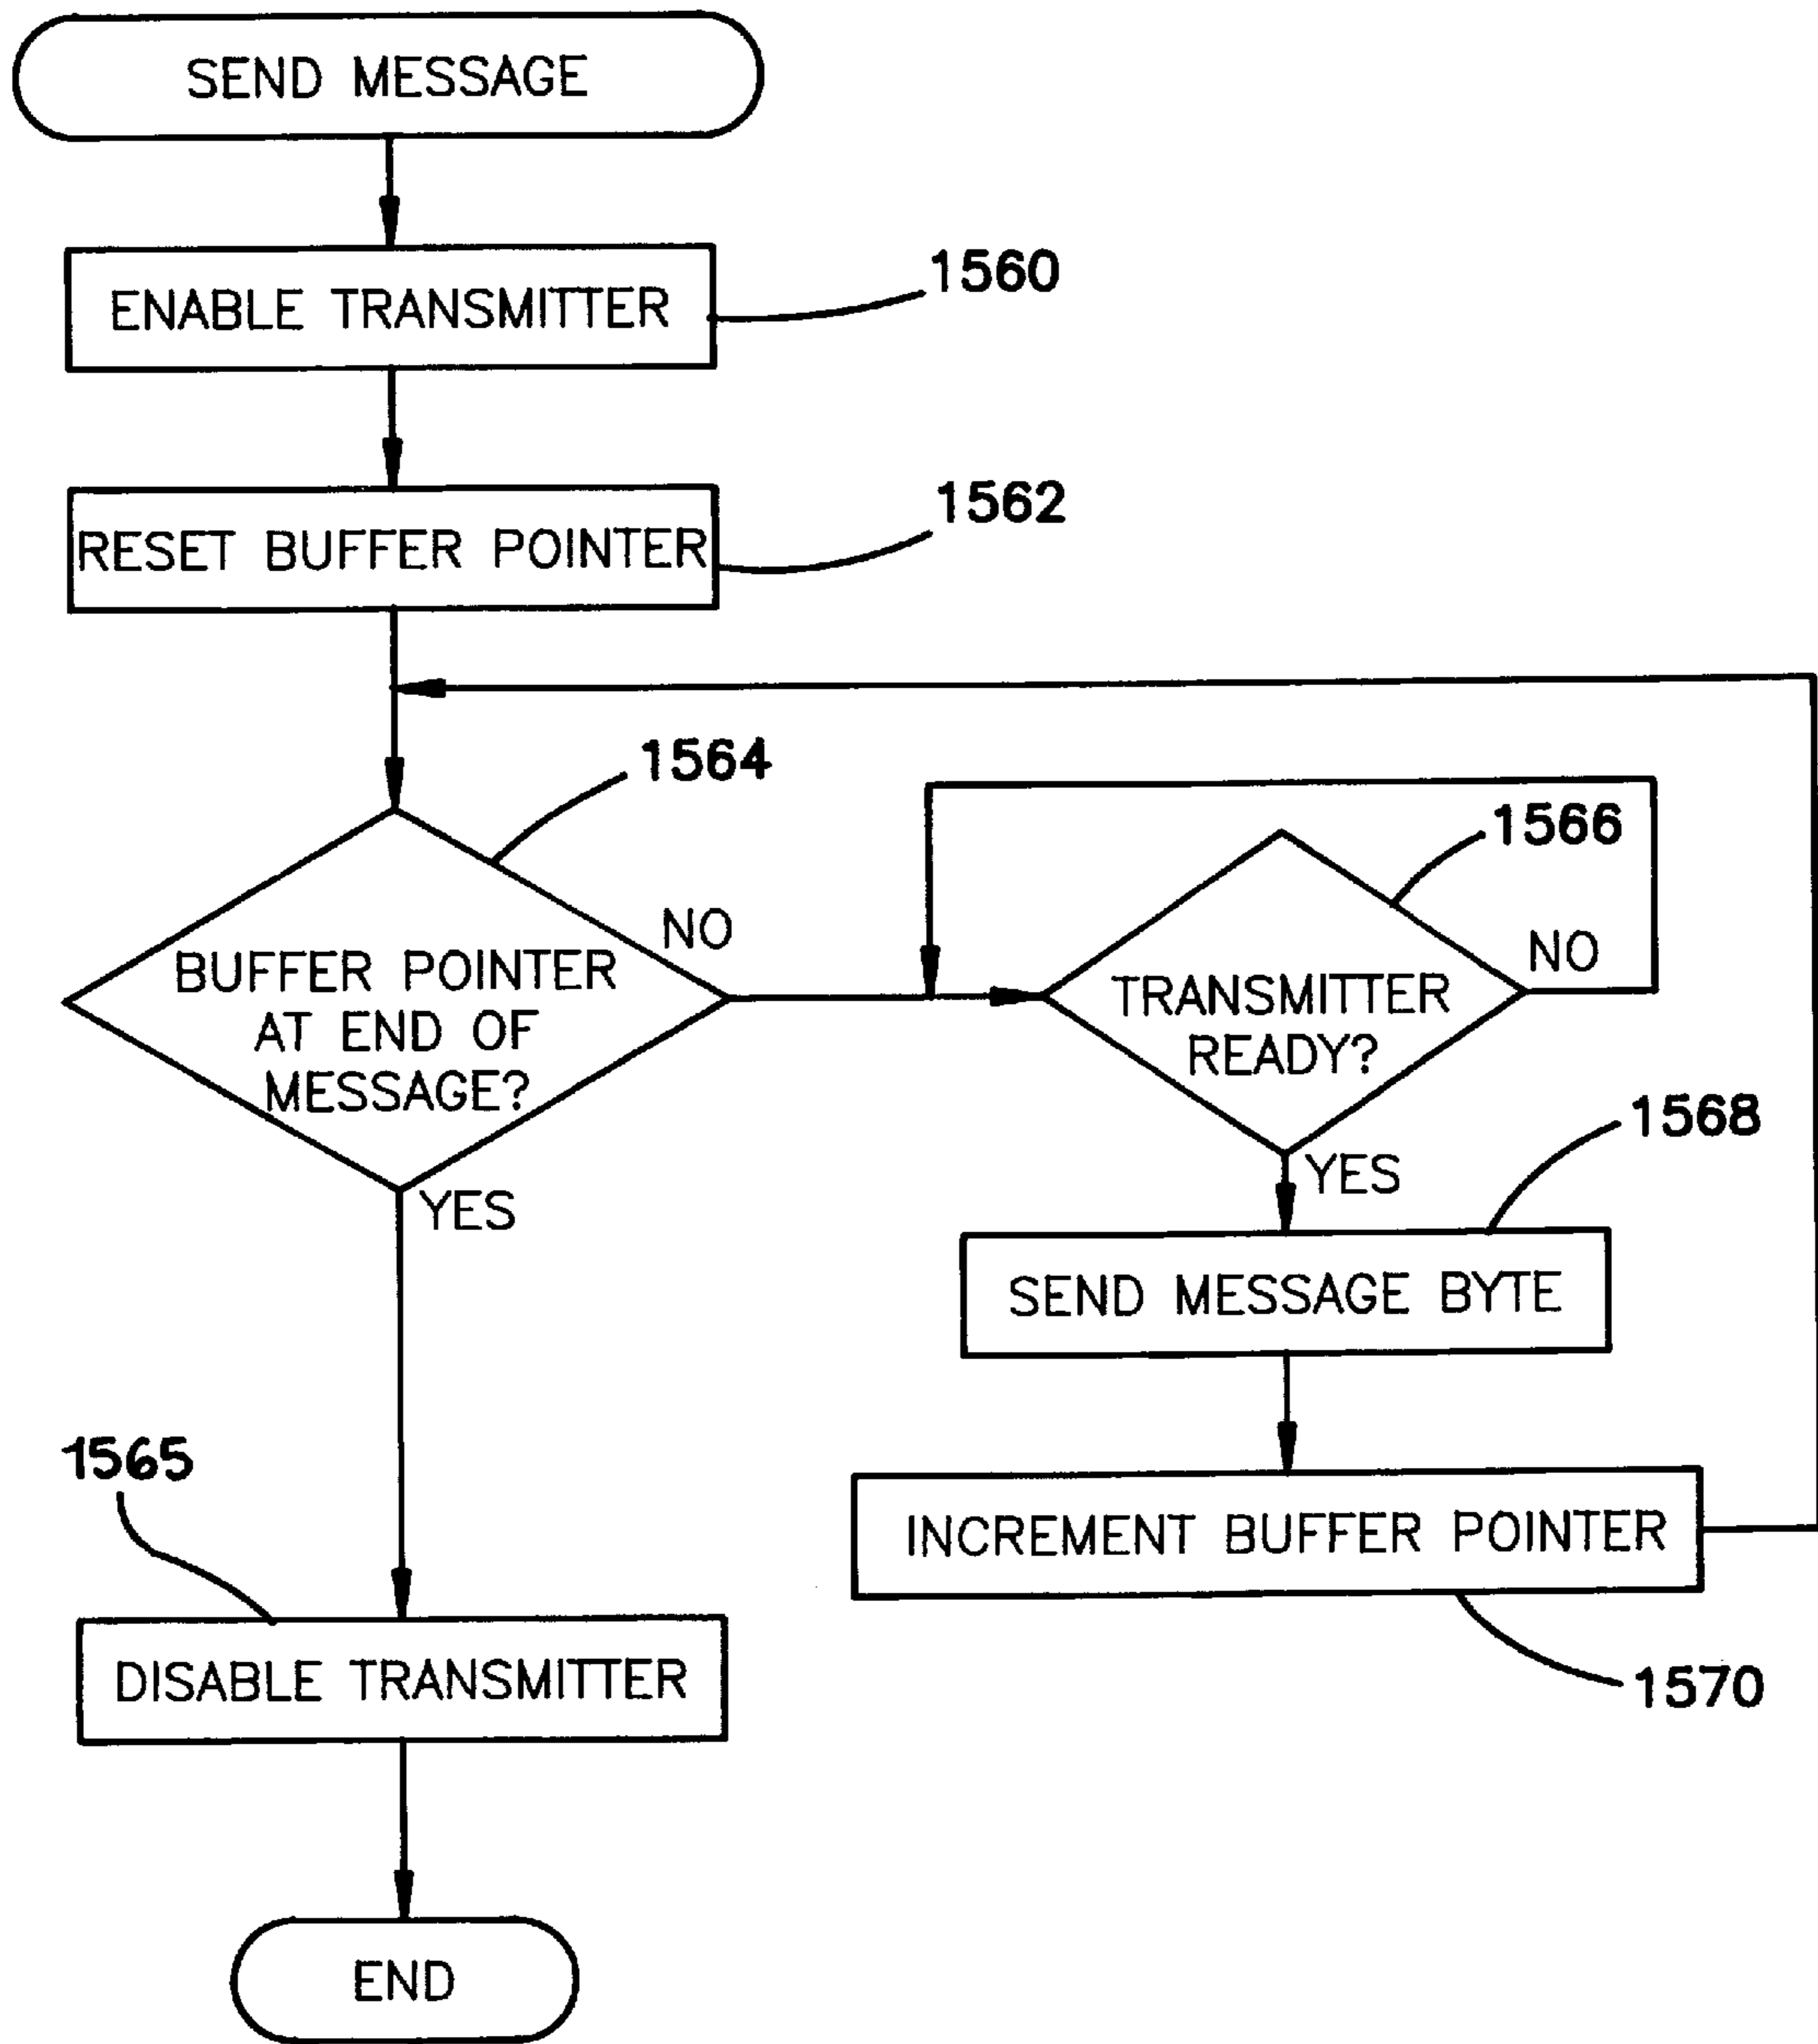 SEND MESSAGE
ENABLE TRANSMITTER
1560
RESET BUFFER POINTER
1562
1564
BUFFER POINTER
AT END OF
MESSAGE?
NO
YES
1566
TRANSMITTER
READY?
NO
YES
1568
SEND MESSAGE BYTE
INCREMENT BUFFER POINTER
1570
1565
DISABLE TRANSMITTER
END